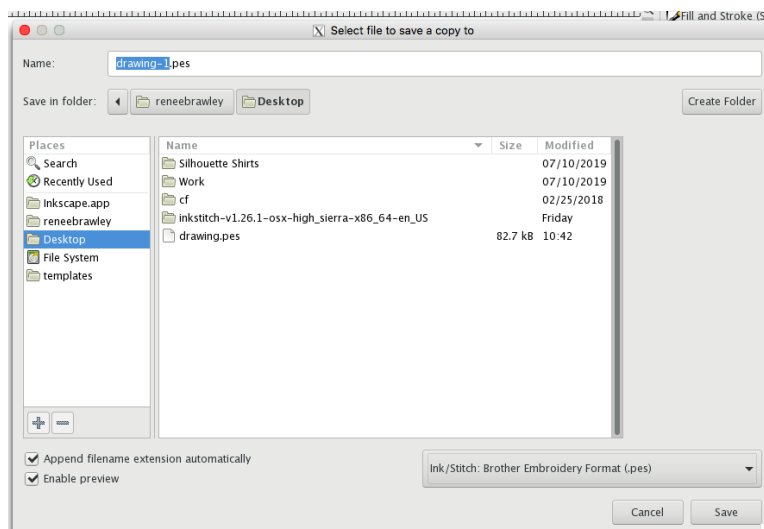 Fill and Stroke (S
Select file to save a copy to
Name: drawing-1.pes
Save in folder: reneebrawley Desktop Create Folder
Places Name Size Modified
Search Silhouette Shirts 07/10/2019
Recently Used Work 07/10/2019
Inkscape.app cf 02/25/2018
reneebrawley inkstitch-v1.26.1-osx-high_sierra-x86_64-en_US Friday
Desktop drawing.pes 82.7 kB 10:42
File System
templates
Append filename extension automatically
Ink/Stitch: Brother Embroidery Format (.pes)
Enable preview
Cancel Save